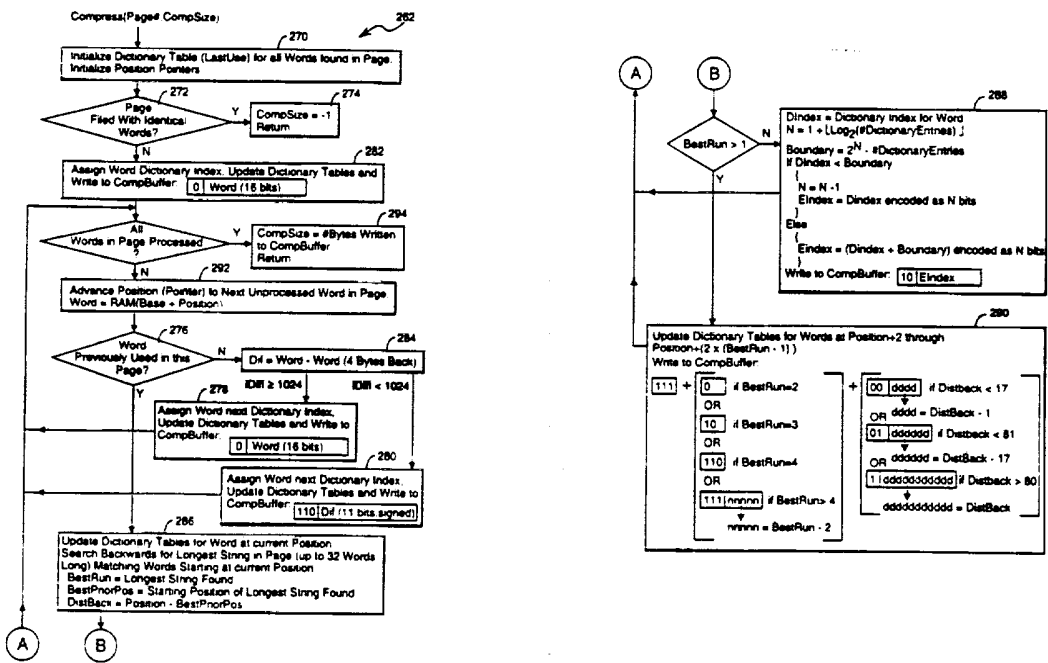 Compress(Page# CompSize)
262
270
Initialize Dictionary Table (LastUse) for all Words found in Page.
Initialize Position Pointers
272
Page
Filed With Identical
Words?
Y
274
CompSize = -1
Return
N
282
Assign Word Dictionary Index, Update Dictionary Tables and
Write to CompBuffer: 0 Word (16 bits)
All
Words in Page Processed
?
Y
294
CompSize = #Bytes Written
to CompBuffer
Return
N
292
Advance Position (Pointer) to Next Unprocessed Word in Page
Word = RAM(Base + Position)
276
Word
Previously Used in this
Page?
N
284
Dif = Word - Word (4 Bytes Back)
Y
|Dif| ≥ 1024
|Dif| < 1024
278
Assign Word next Dictionary Index,
Update Dictionary Tables and Write to
CompBuffer:
0 Word (16 bits)
280
Assign Word next Dictionary Index,
Update Dictionary Tables and Write to
CompBuffer: 110 Dif (11 bits.signed)
286
Update Dictionary Tables for Word at current Position
Search Backwards for Longest String in Page (up to 32 Words
Long) Matching Words Starting at current Position
BestRun = Longest String Found
BestPriorPos = Starting Position of Longest String Found
DistBack = Position - BestPriorPos
A
B
A
B
BestRun > 1
N
Y
288
DIndex = Dictionary Index for Word
N = 1 + ⌊Log2(#DictionaryEntries)⌋
Boundary = 2^N - #DictionaryEntries
If DIndex < Boundary
{
N = N -1
EIndex = Dindex encoded as N bits
}
Else
{
Eindex = (Dindex + Boundary) encoded as N bits
}
Write to CompBuffer: 10 EIndex
290
Update Dictionary Tables for Words at Position+2 through
Position+(2 x (BestRun - 1) )
Write to CompBuffer:
111 + 0 if BestRun=2
OR
10 if BestRun=3
OR
110 if BestRun=4
OR
111 nnnnn if BestRun> 4
nnnnn = BestRun - 2
+ 00 dddd if Distback < 17
OR dddd = DistBack - 1
01 dddddd if Distback < 81
OR dddddd = DistBack - 17
1 ddddddddddd if Distback > 80
ddddddddddd = DistBack